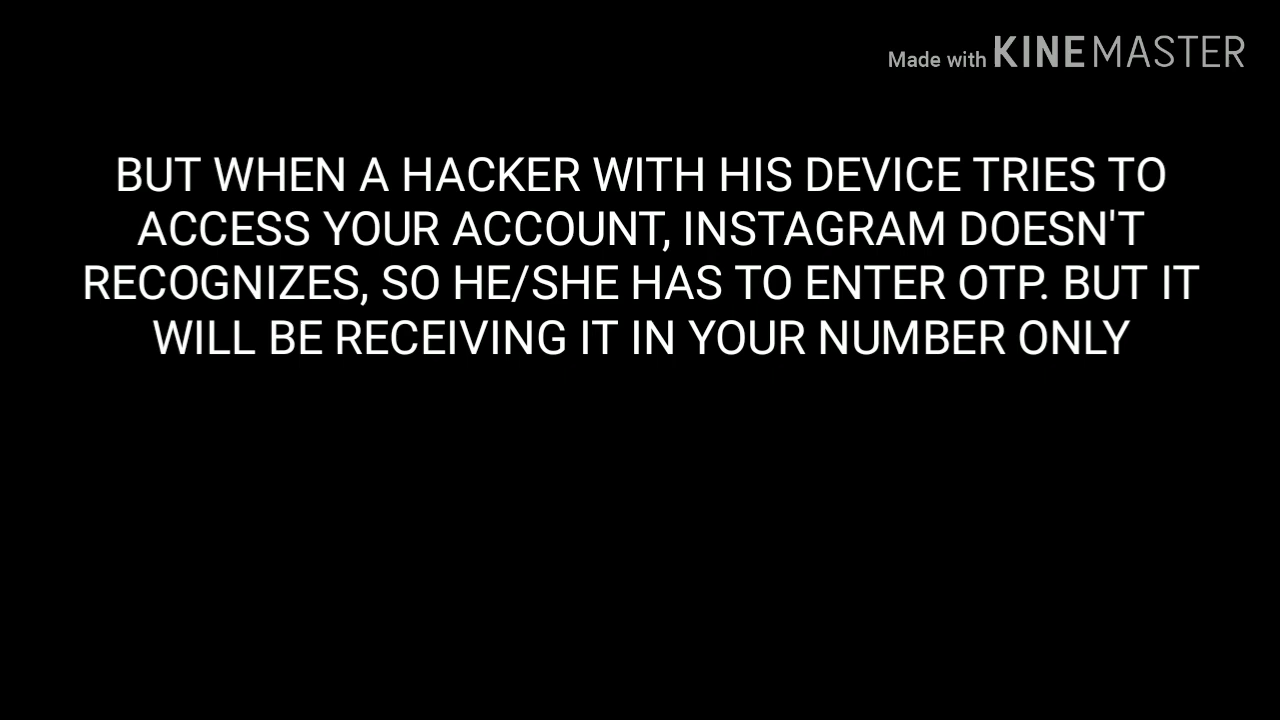 Made with KINEMASTER
BUT WHEN A HACKER WITH HIS DEVICE TRIES TO
ACCESS YOUR ACCOUNT, INSTAGRAM DOESN'T
RECOGNIZES, SO HE/SHE HAS TO ENTER OTP. BUT IT
WILL BE RECEIVING IT IN YOUR NUMBER ONLY